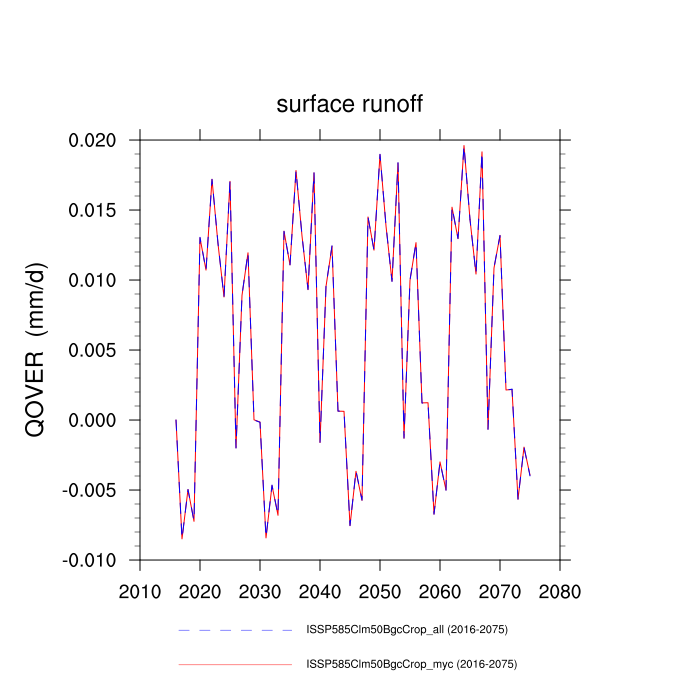 surface runoff
QOVER (mm/d)
0.020
0.015
0.010
0.005
0.000
-0.005
-0.010
2010 2020 2030 2040 2050 2060 2070 2080
ISSP585Clm50BgcCrop_all (2016-2075)
ISSP585Clm50BgcCrop_myc (2016-2075)